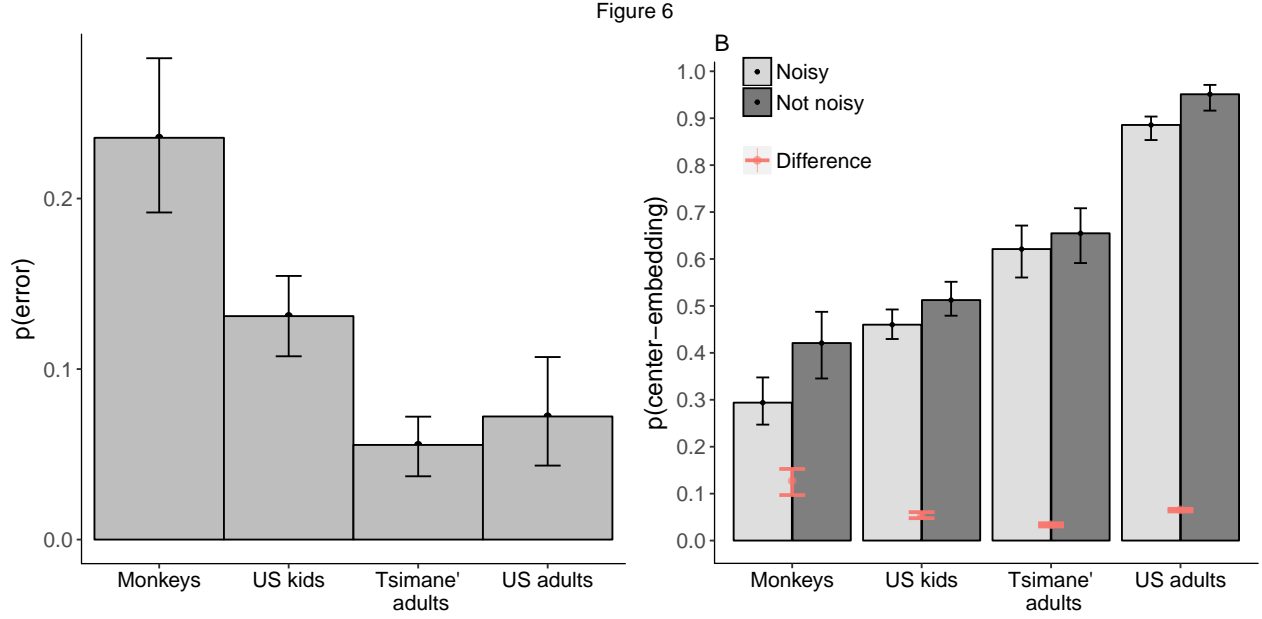 Figure 6
p(error)
0.2
0.1
0.0
Monkeys
US kids
Tsimane'
adults
US adults
B
Noisy
Not noisy
Difference
p(center−embedding)
1.0
0.9
0.8
0.7
0.6
0.5
0.4
0.3
0.2
0.1
0.0
Monkeys
US kids
Tsimane'
adults
US adults